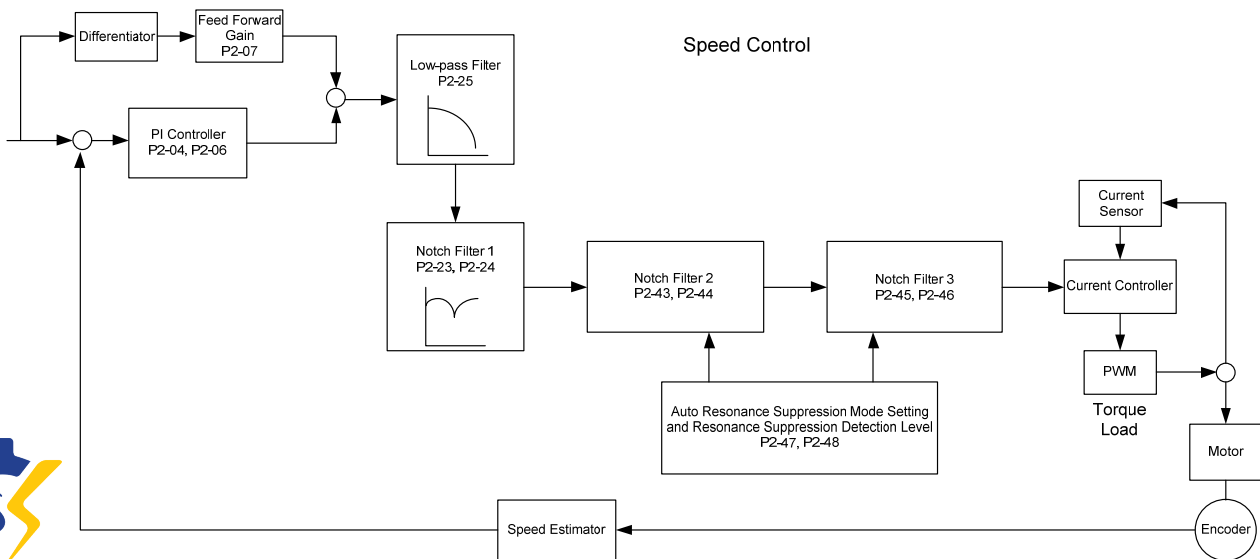 Speed Control
Differentiator
Feed Forward
Gain
P2-07
PI Controller
P2-04, P2-06
Low-pass Filter
P2-25
Notch Filter 1
P2-23, P2-24
Notch Filter 2
P2-43, P2-44
Notch Filter 3
P2-45, P2-46
Current
Sensor
Current Controller
PWM
Torque
Load
Auto Resonance Suppression Mode Setting
and Resonance Suppression Detection Level
P2-47, P2-48
Motor
Speed Estimator
Encoder